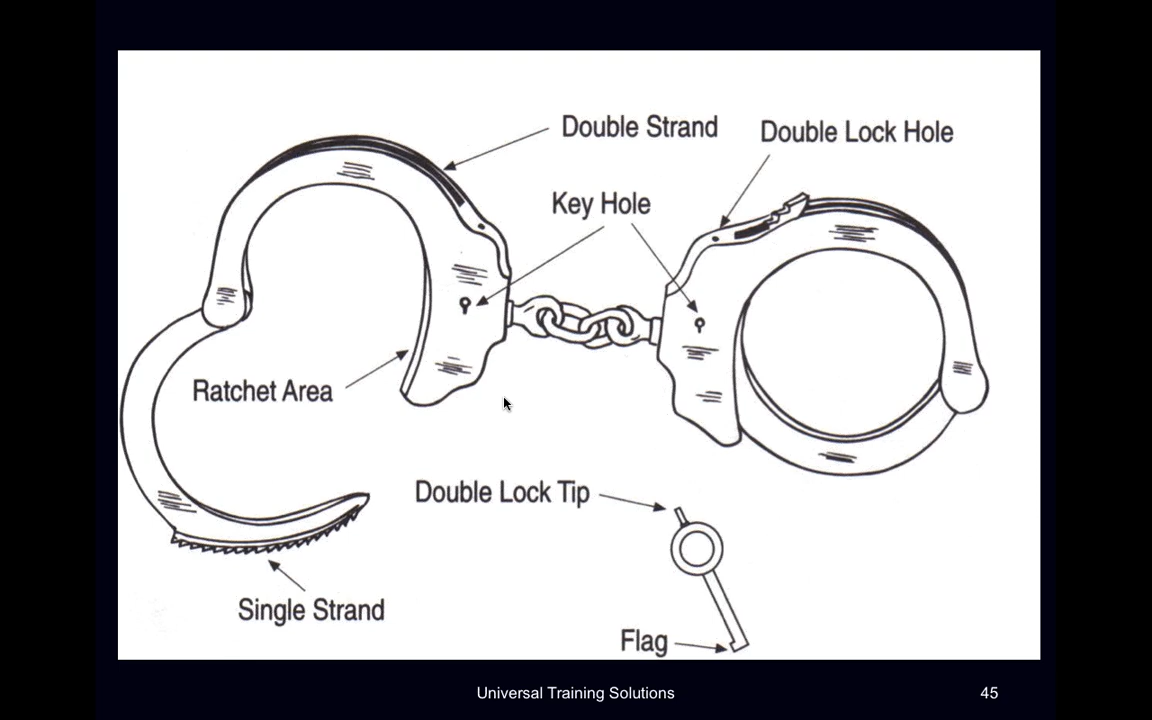 Double Strand
Double Lock Hole
Key Hole
Ratchet Area
Double Lock Tip
Single Strand
Flag
Universal Training Solutions
45